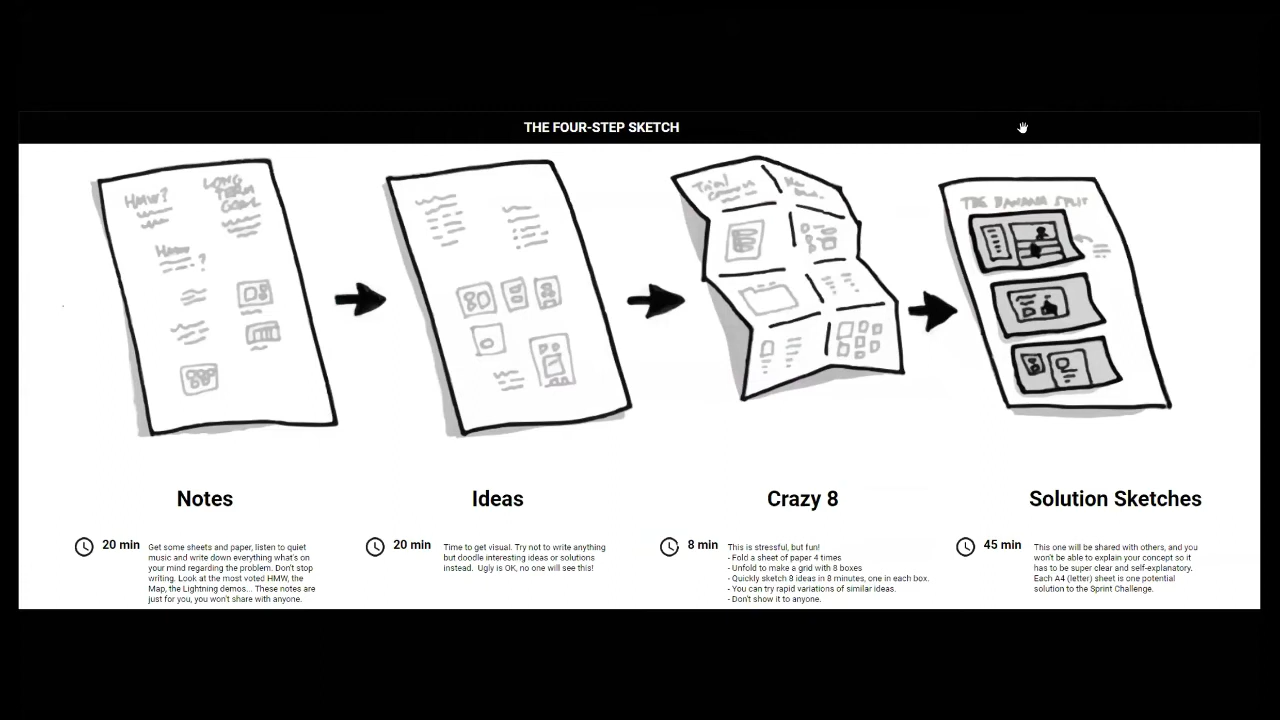 THE FOUR-STEP SKETCH
HMW?
LONG
TERM
GOAL
HMW
?
THE BANANA SPLIT
Notes
Ideas
Crazy 8
Solution Sketches
20 min
Get some sheets and paper, listen to quiet
music and write down everything what's on
your mind regarding the problem. Don't stop
writing. Look at the most voted HMW, the
Map, the Lightning demos... These notes are
just for you, you won't share with anyone.
20 min
Time to get visual. Try not to write anything
but doodle interesting ideas or solutions
instead.  Ugly is OK, no one will see this!
8 min
This is stressful, but fun!
- Fold a sheet of paper 4 times
- Unfold to make a grid with 8 boxes
- Quickly sketch 8 ideas in 8 minutes, one in each box.
- You can try rapid variations of similar ideas.
- Don't show it to anyone.
45 min
This one will be shared with others, and you
won't be able to explain your concept so it
has to be super clear and self-explanatory.
Each A4 (letter) sheet is one potential
solution to the Sprint Challenge.